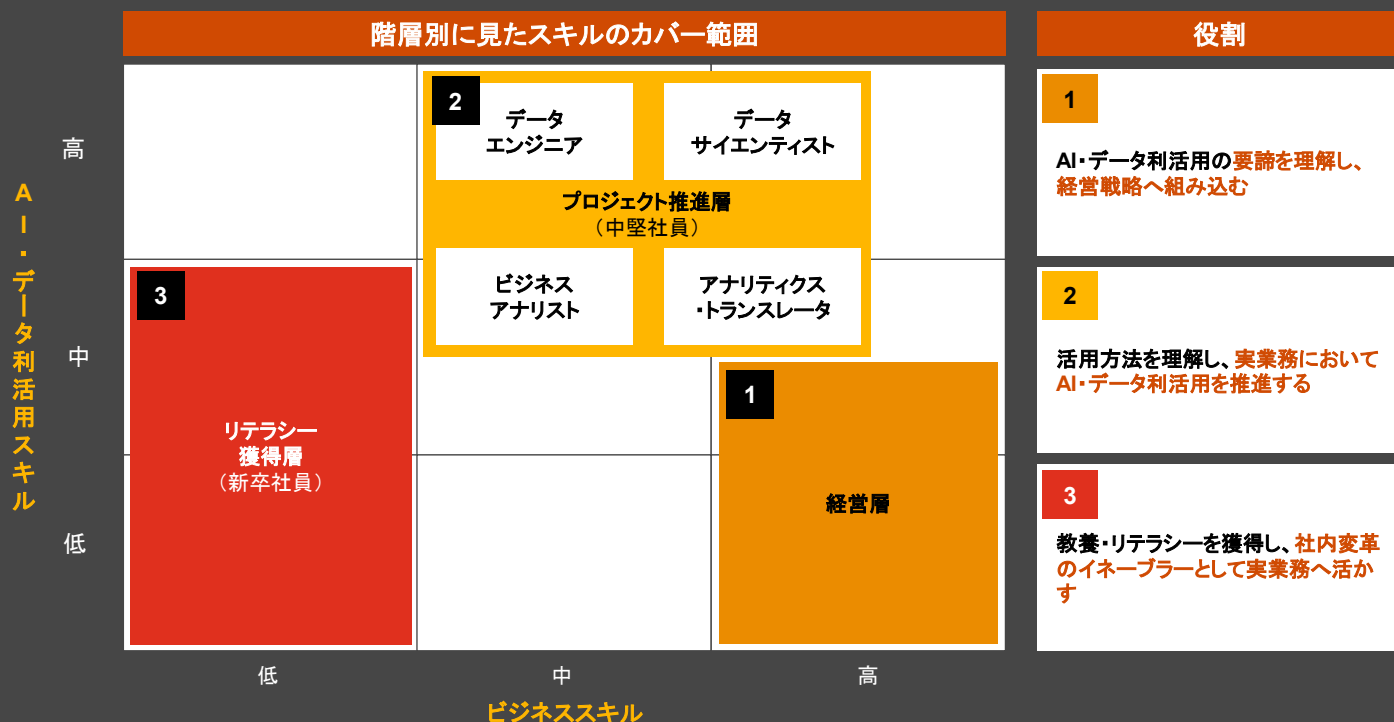 階層別に見たスキルのカバー範囲
役割
AI・データ利活用スキル
高
中
低
2
データ
エンジニア
データ
サイエンティスト
プロジェクト推進層
（中堅社員）
ビジネス
アナリスト
アナリティクス
・トランスレータ
3
リテラシー
獲得層
（新卒社員）
1
経営層
低
中
高
ビジネススキル
1
AI・データ利活用の要諦を理解し、
経営戦略へ組み込む
2
活用方法を理解し、実業務において
AI・データ利活用を推進する
3
教養・リテラシーを獲得し、社内変革
のイネーブラーとして実業務へ活か
す